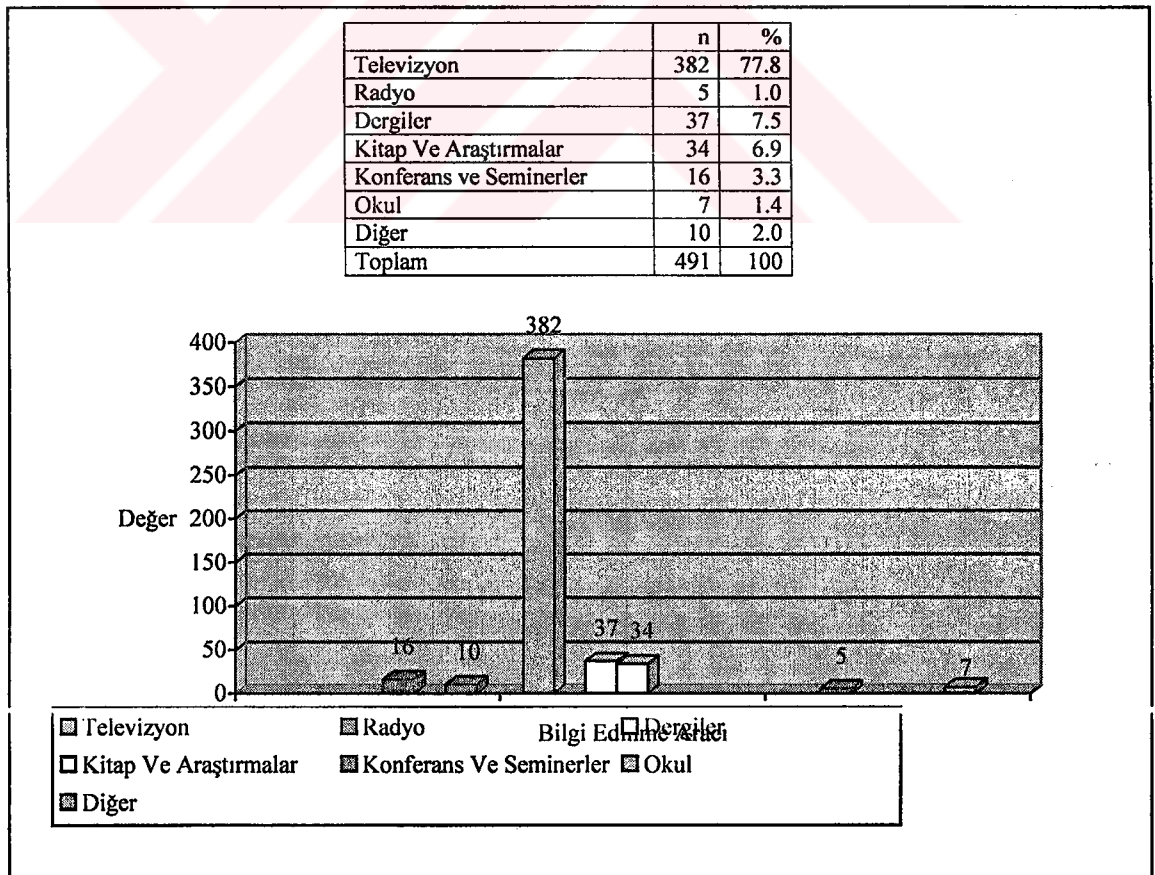 n %
Televizyon 382 77.8
Radyo 5 1.0
Dergiler 37 7.5
Kitap Ve Araştırmalar 34 6.9
Konferans ve Seminerler 16 3.3
Okul 7 1.4
Diğer 10 2.0
Toplam 491 100
382
400
350
300
250
Değer 200
150
100
50
0
16 10 37 34 5 7
Bilgi Edinme Aracı
Televizyon Radyo Dergiler
Kitap Ve Araştırmalar Konferans Ve Seminerler Okul
Diğer